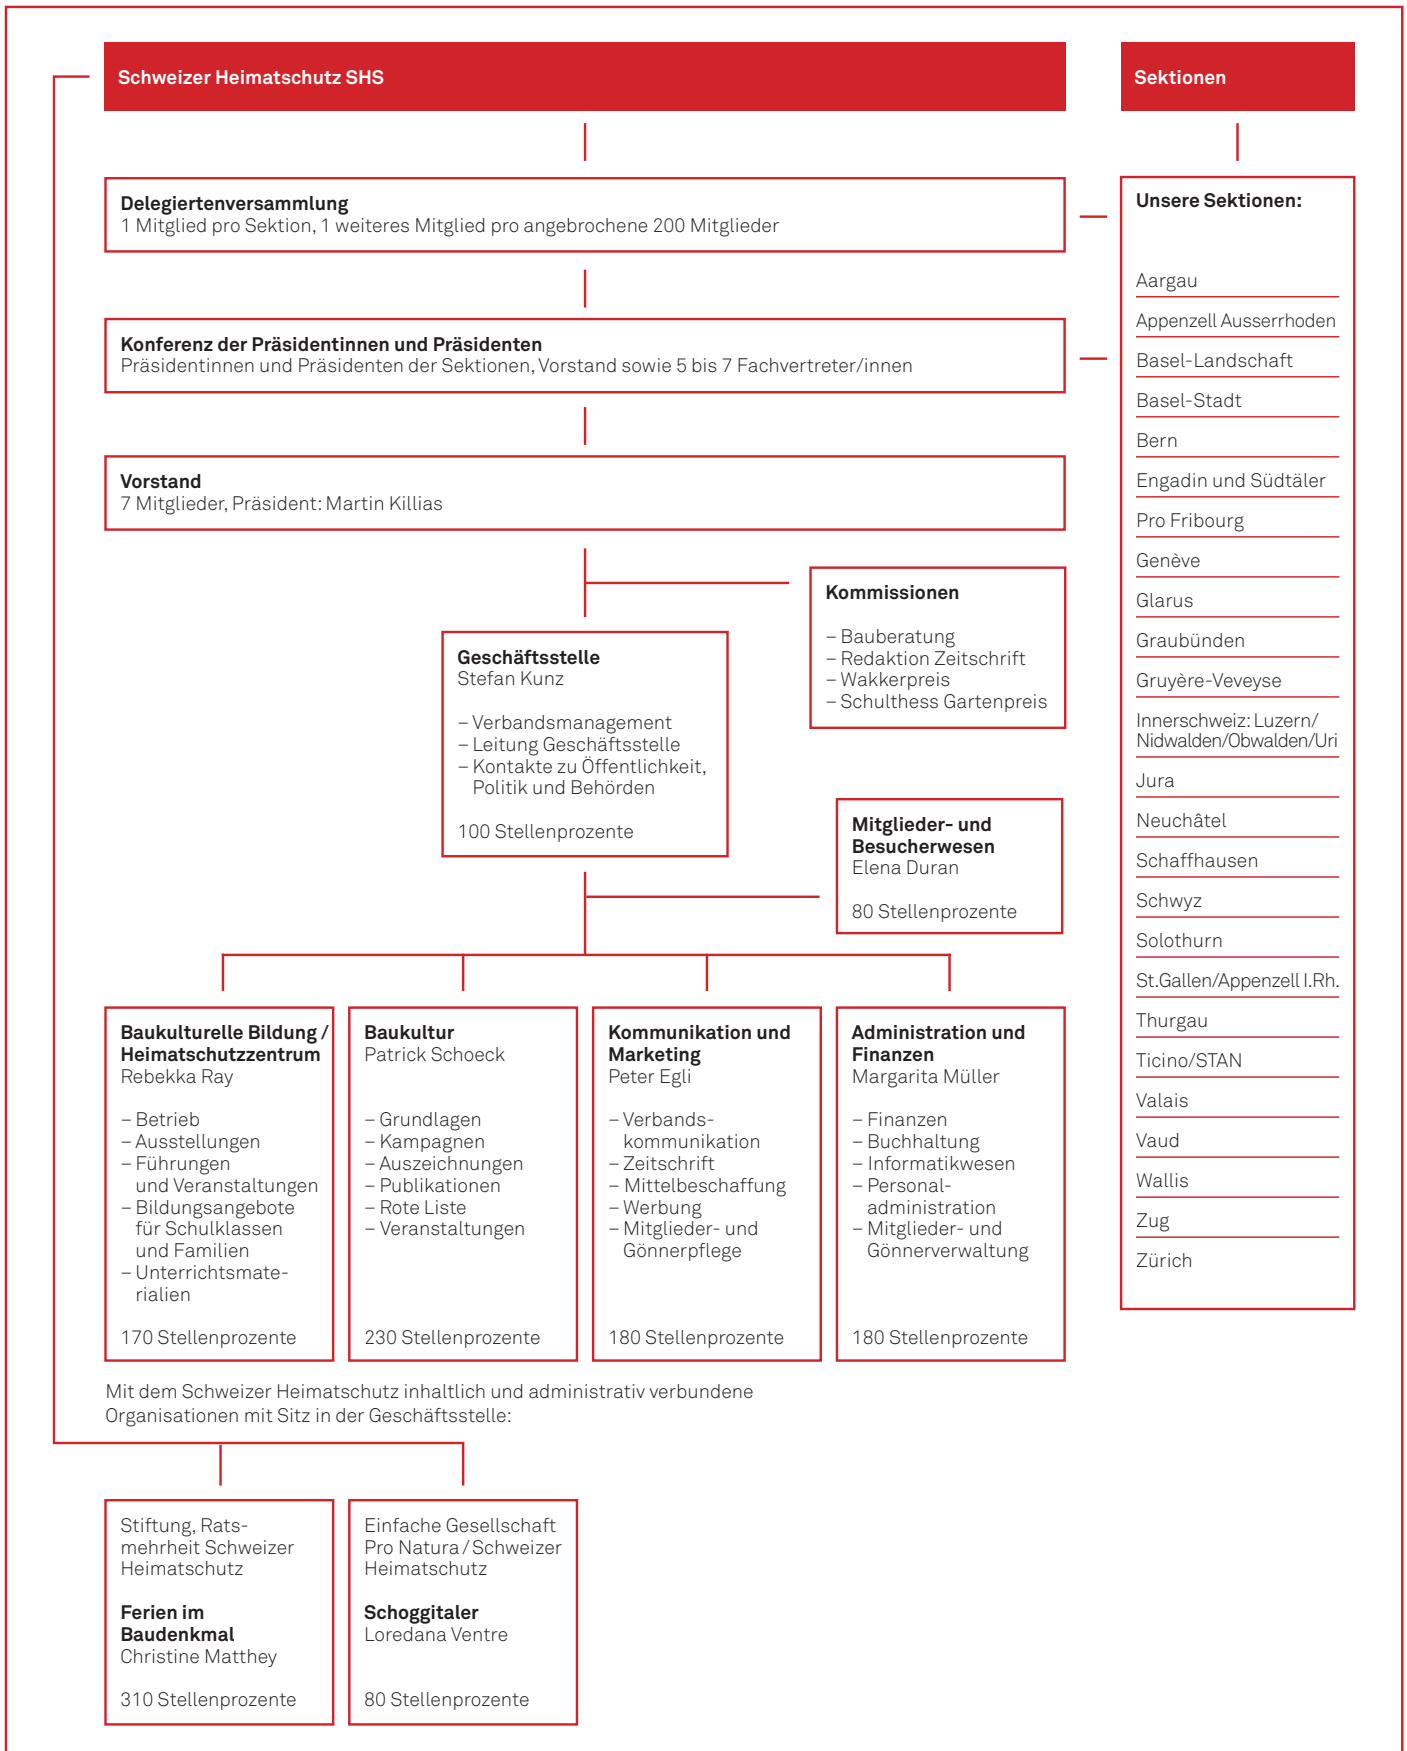 Schweizer Heimatschutz SHS
Delegiertenversammlung
1 Mitglied pro Sektion, 1 weiteres Mitglied pro angebrochene 200 Mitglieder
Konferenz der Präsidentinnen und Präsidenten
Präsidentinnen und Präsidenten der Sektionen, Vorstand sowie 5 bis 7 Fachvertreter/innen
Vorstand
7 Mitglieder, Präsident: Martin Killias
Kommissionen
– Bauberatung
– Redaktion Zeitschrift
– Wakkerpreis
– Schulthess Gartenpreis
Geschäftsstelle
Stefan Kunz
– Verbandsmanagement
– Leitung Geschäftsstelle
– Kontakte zu Öffentlichkeit,
Politik und Behörden
100 Stellenprozente
Mitglieder- und
Besucherwesen
Elena Duran
80 Stellenprozente
Baukulturelle Bildung /
Heimatschutzzentrum
Rebekka Ray
– Betrieb
– Ausstellungen
– Führungen
und Veranstaltungen
– Bildungsangebote
für Schulklassen
und Familien
– Unterrichtsmate-
rialien
170 Stellenprozente
Baukultur
Patrick Schoeck
– Grundlagen
– Kampagnen
– Auszeichnungen
– Publikationen
– Rote Liste
– Veranstaltungen
230 Stellenprozente
Kommunikation und
Marketing
Peter Egli
– Verbands-
kommunikation
– Zeitschrift
– Mittelbeschaffung
– Werbung
– Mitglieder- und
Gönnerpflege
180 Stellenprozente
Administration und
Finanzen
Margarita Müller
– Finanzen
– Buchhaltung
– Informatikwesen
– Personal-
administration
– Mitglieder- und
Gönnerverwaltung
180 Stellenprozente
Mit dem Schweizer Heimatschutz inhaltlich und administrativ verbundene
Organisationen mit Sitz in der Geschäftsstelle:
Stiftung, Rats-
mehrheit Schweizer
Heimatschutz
Ferien im
Baudenkmal
Christine Matthey
310 Stellenprozente
Einfache Gesellschaft
Pro Natura / Schweizer
Heimatschutz
Schoggitaler
Loredana Ventre
80 Stellenprozente
Sektionen
Unsere Sektionen:
Aargau
Appenzell Ausserrhoden
Basel-Landschaft
Basel-Stadt
Bern
Engadin und Südtäler
Pro Fribourg
Genève
Glarus
Graubünden
Gruyère-Veveyse
Innerschweiz: Luzern/
Nidwalden/Obwalden/Uri
Jura
Neuchâtel
Schaffhausen
Schwyz
Solothurn
St.Gallen/Appenzell I.Rh.
Thurgau
Ticino/STAN
Valais
Vaud
Wallis
Zug
Zürich